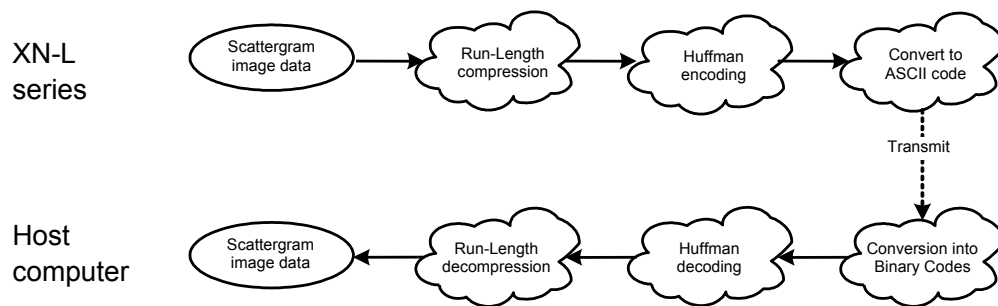 XN-L
series
Scattergram
image data
Run-Length
compression
Huffman
encoding
Convert to
ASCII code
Transmit
Host
computer
Scattergram
image data
Run-Length
decompression
Huffman
decoding
Conversion into
Binary Codes